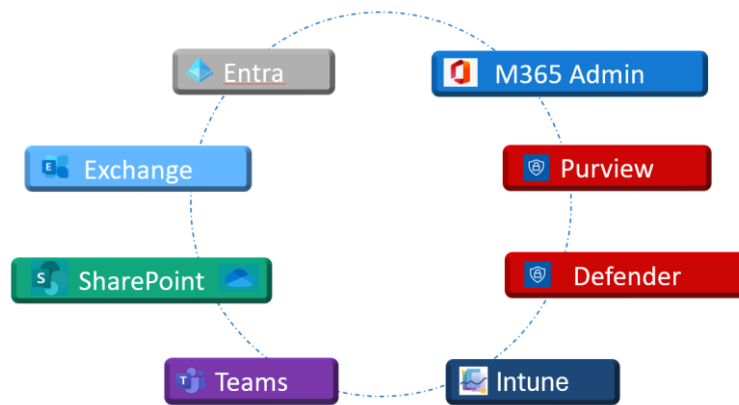 Entra
M365 Admin
Exchange
Purview
SharePoint
Defender
Teams
Intune